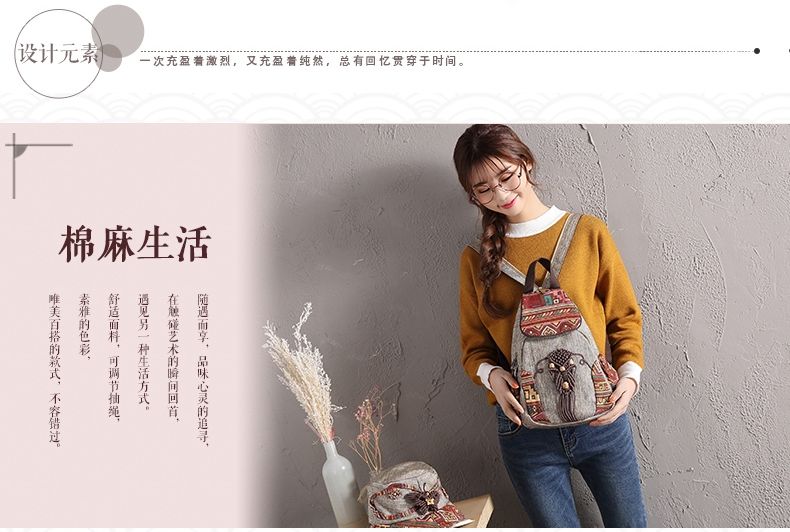 设计元素
一次充盈着激烈，又充盈着纯然，总有回忆贯穿于时间。
棉麻生活
随遇而享，品味心灵的追寻，
在触碰艺术的瞬间回首，
遇见另一种生活方式。
舒适面料，可调节抽绳，
素雅的色彩，
唯美百搭的款式，不容错过。